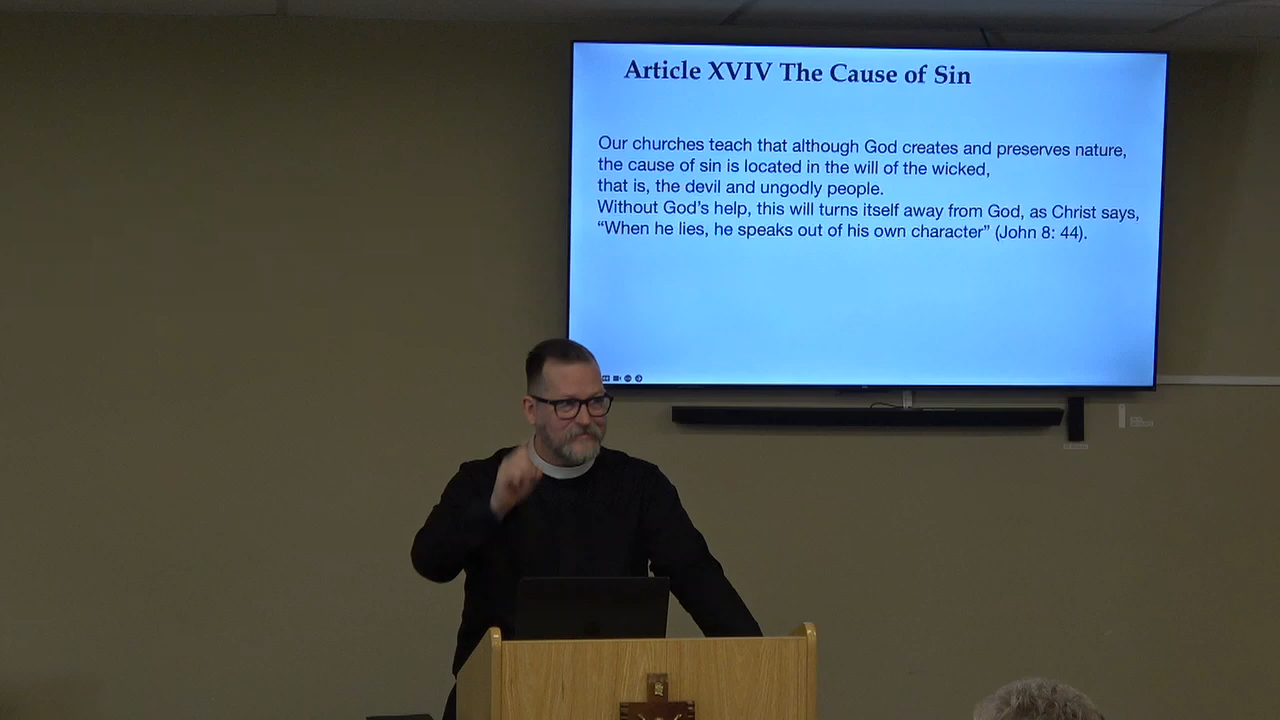 Article XVIV The Cause of Sin
Our churches teach that although God creates and preserves nature,
the cause of sin is located in the will of the wicked,
that is, the devil and ungodly people.
Without God’s help, this will turns itself away from God, as Christ says,
“When he lies, he speaks out of his own character” (John 8: 44).